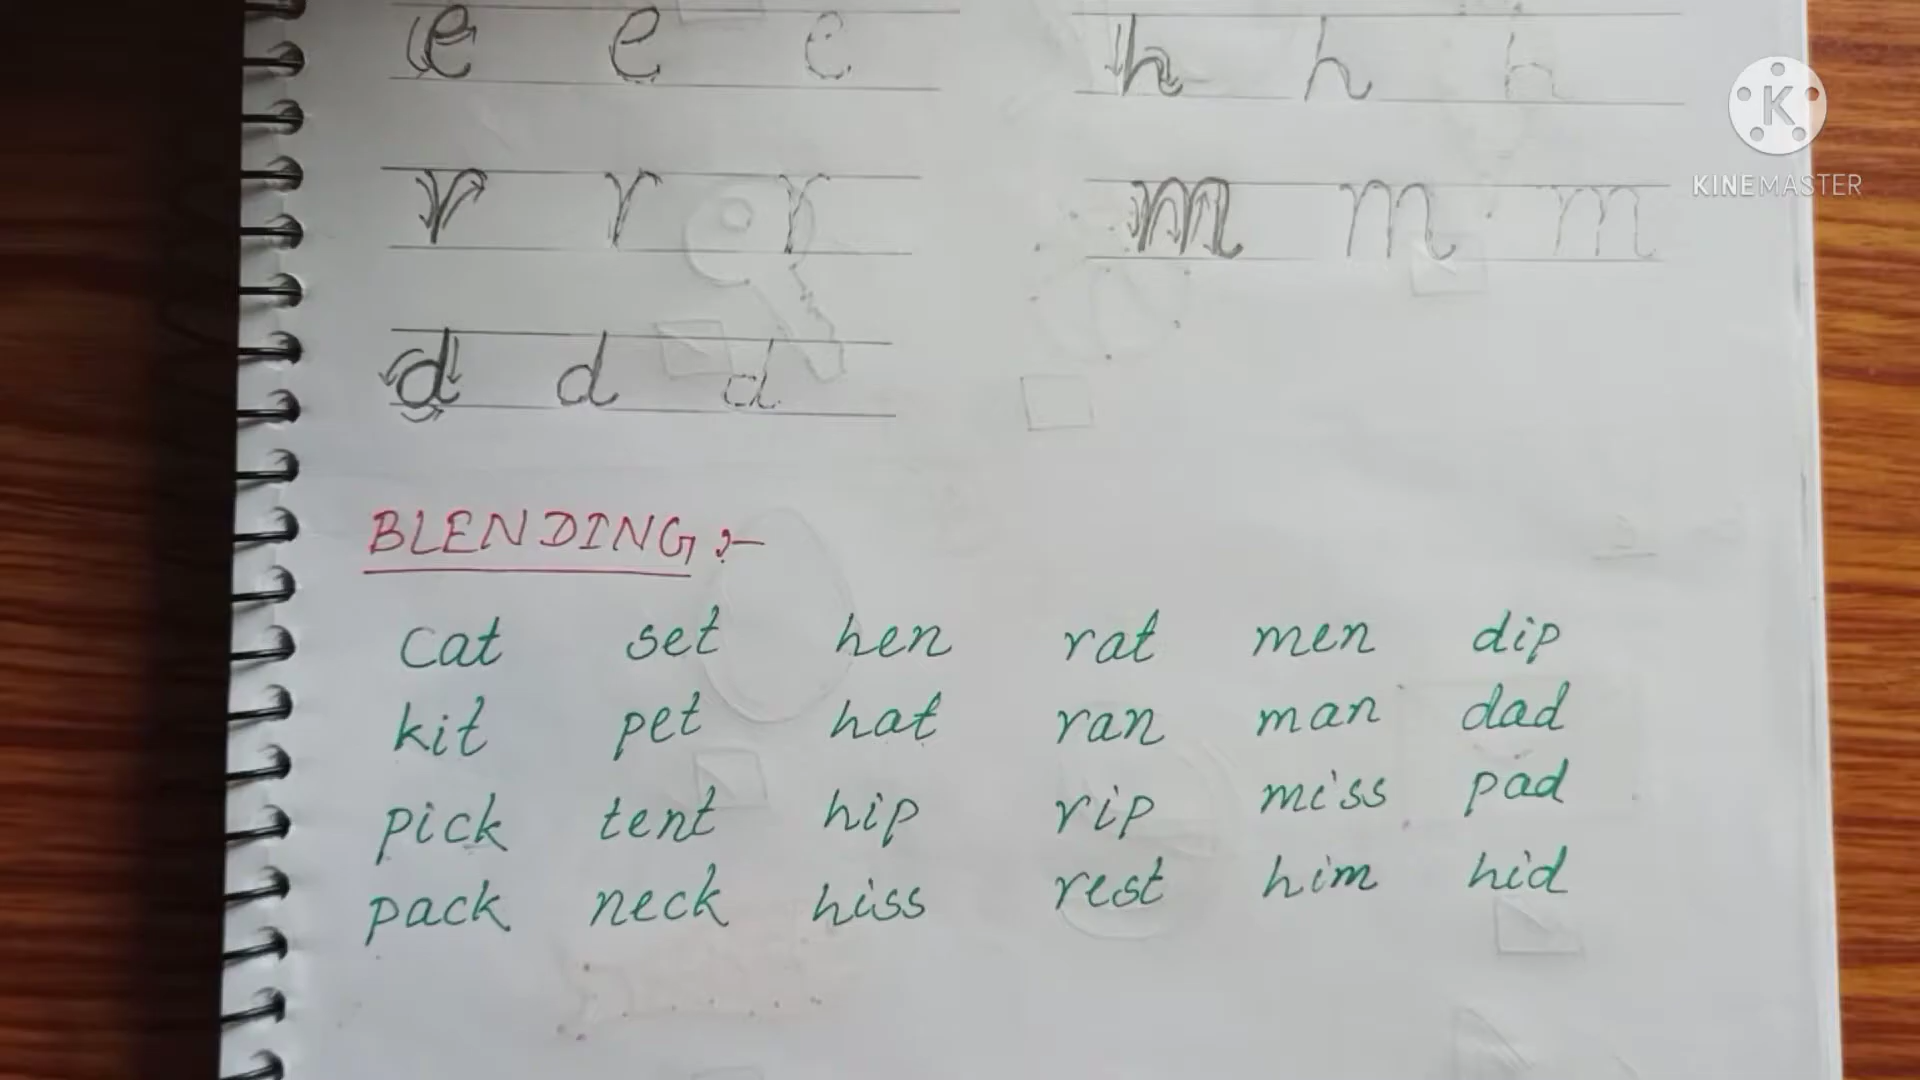 e e e h h h
K
KINEMASTER
r r r m m m
d d d
BLENDING :-
cat set hen rat men dip
kit pet hat ran man dad
pick tent hip rip miss pad
pack neck hiss rest him hid